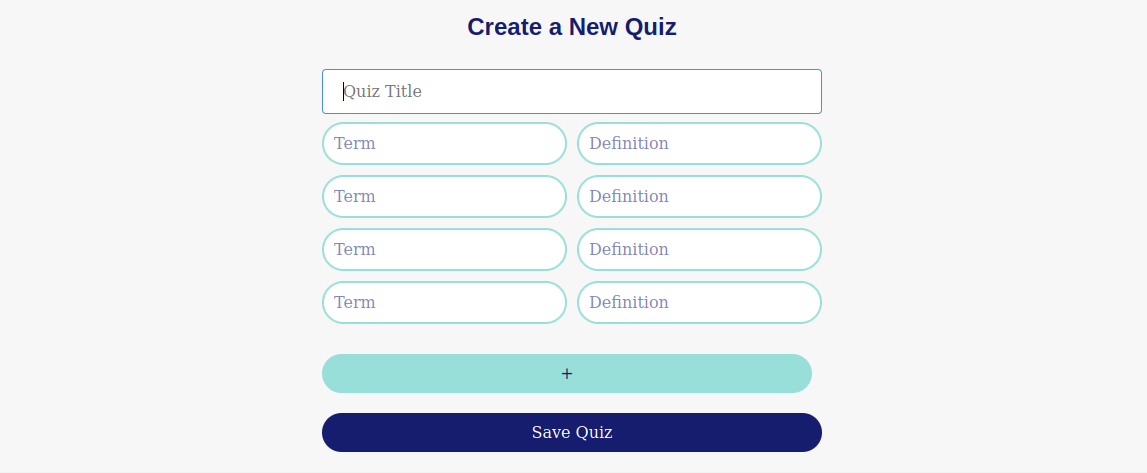 Create a New Quiz
Quiz Title
Term Definition
Term Definition
Term Definition
Term Definition
+
Save Quiz